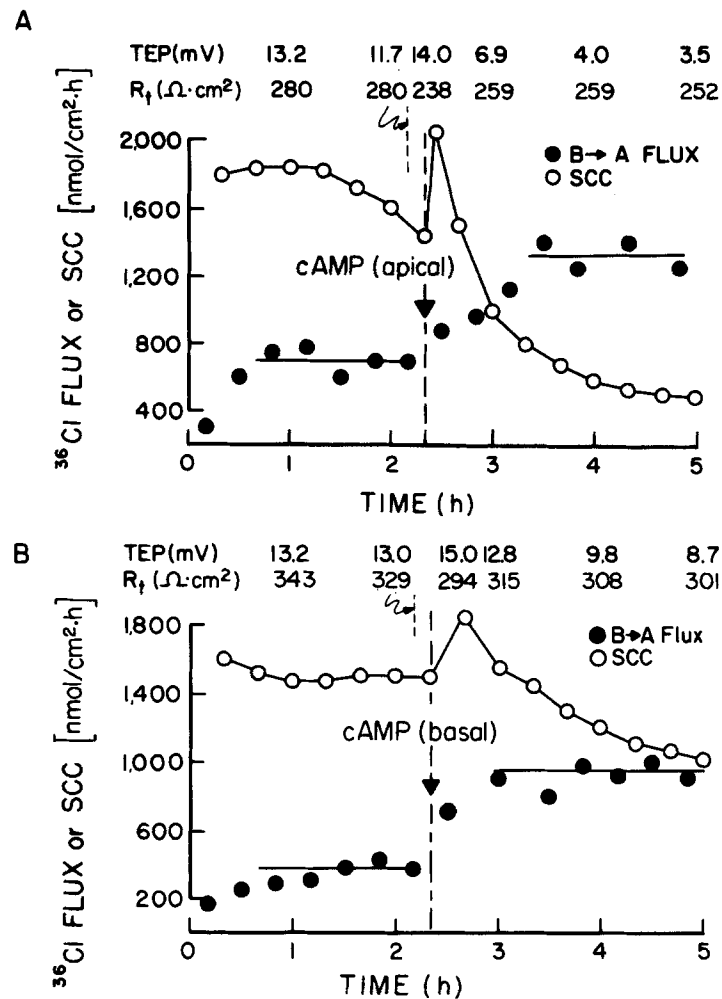 A
TEP(mV) 13.2 11.7 14.0 6.9 4.0 3.5
Rt(Ω·cm²) 280 280 238 259 259 252
³⁶Cl FLUX or SCC [nmol/cm²·h]
2,000
1,600
1,200
800
400
● B→A FLUX
○ SCC
cAMP (apical)
0 1 2 3 4 5
TIME (h)
B
TEP(mV) 13.2 13.0 15.0 12.8 9.8 8.7
Rt(Ω·cm²) 343 329 294 315 308 301
³⁶Cl FLUX or SCC [nmol/cm²·h]
1,800
1,400
1,000
600
200
● B→A Flux
○ SCC
cAMP (basal)
0 1 2 3 4 5
TIME (h)